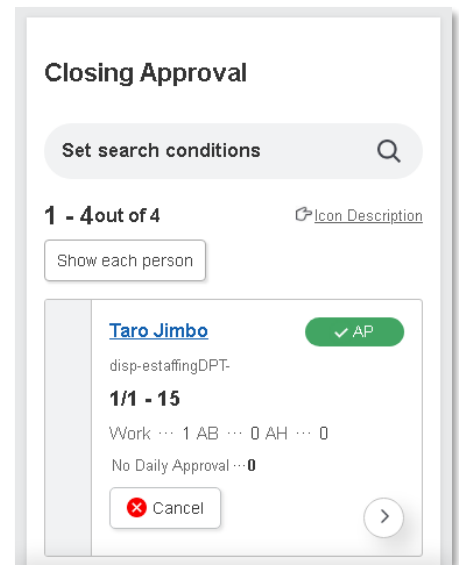 Closing Approval
Set search conditions
1 - 4out of 4
Icon Description
Show each person
Taro Jimbo
AP
disp-estaffingDPT-
1/1 - 15
Work ··· 1 AB ··· 0 AH ··· 0
No Daily Approval ···0
Cancel